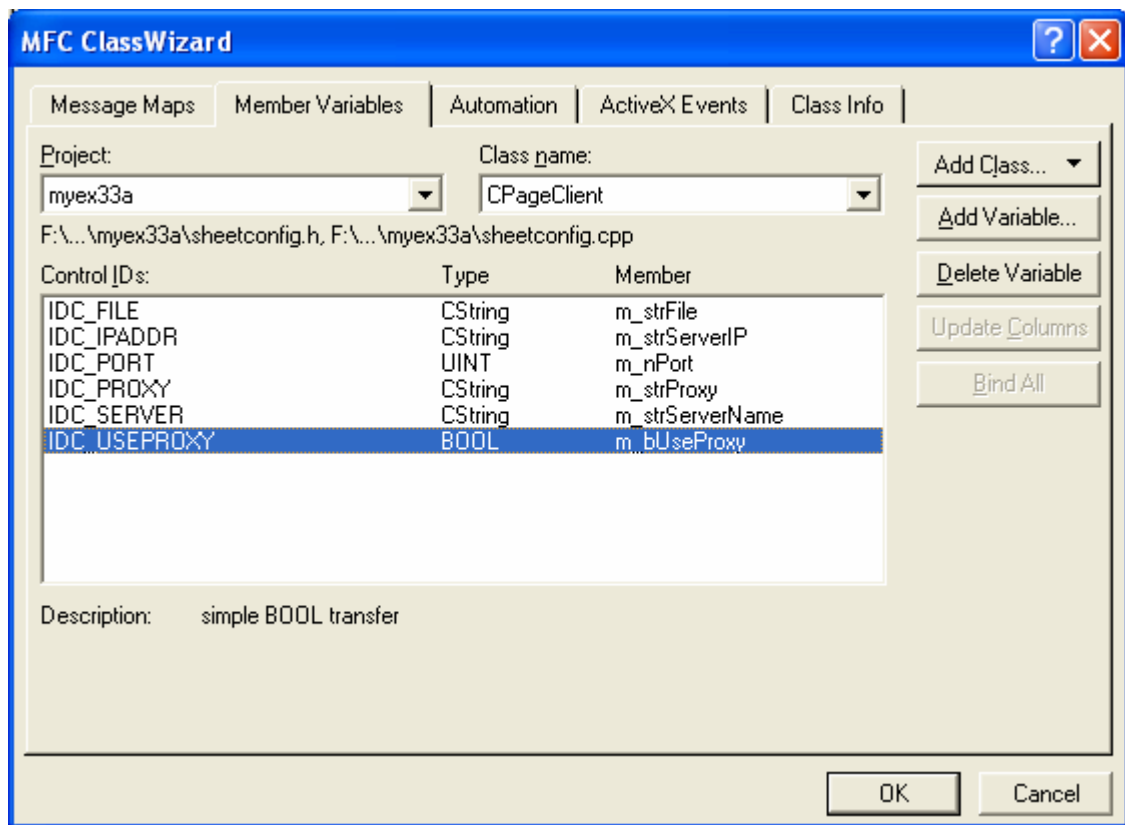 MFC ClassWizard
Message Maps Member Variables Automation ActiveX Events Class Info
Project: Class name:
Add Class...
myex33a CPageClient
Add Variable...
F:\...\myex33a\sheetconfig.h, F:\...\myex33a\sheetconfig.cpp
Control IDs: Type Member
Delete Variable
IDC_FILE CString m_strFile
IDC_IPADDR CString m_strServerIP
Update Columns
IDC_PORT UINT m_nPort
IDC_PROXY CString m_strProxy
Bind All
IDC_SERVER CString m_strServerName
IDC_USEPROXY BOOL m_bUseProxy
Description: simple BOOL transfer
OK Cancel